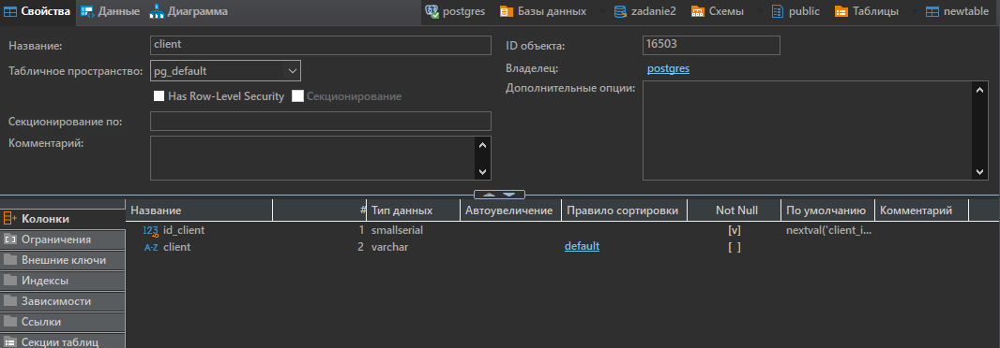 Свойства Данные Диаграмма postgres Базы данных zadanie2 Схемы public Таблицы newtable
Название: client
ID объекта: 16503
Табличное пространство: pg_default
Владелец: postgres
Has Row-Level Security Секционирование
Дополнительные опции:
Секционирование по:
Комментарий:
Название # Тип данных Автоувеличение Правило сортировки Not Null По умолчанию Комментарий
123 id_client 1 smallserial [v] nextval('client_i...
A-Z client 2 varchar default [ ]
Колонки
Ограничения
Внешние ключи
Индексы
Зависимости
Ссылки
Секции таблиц